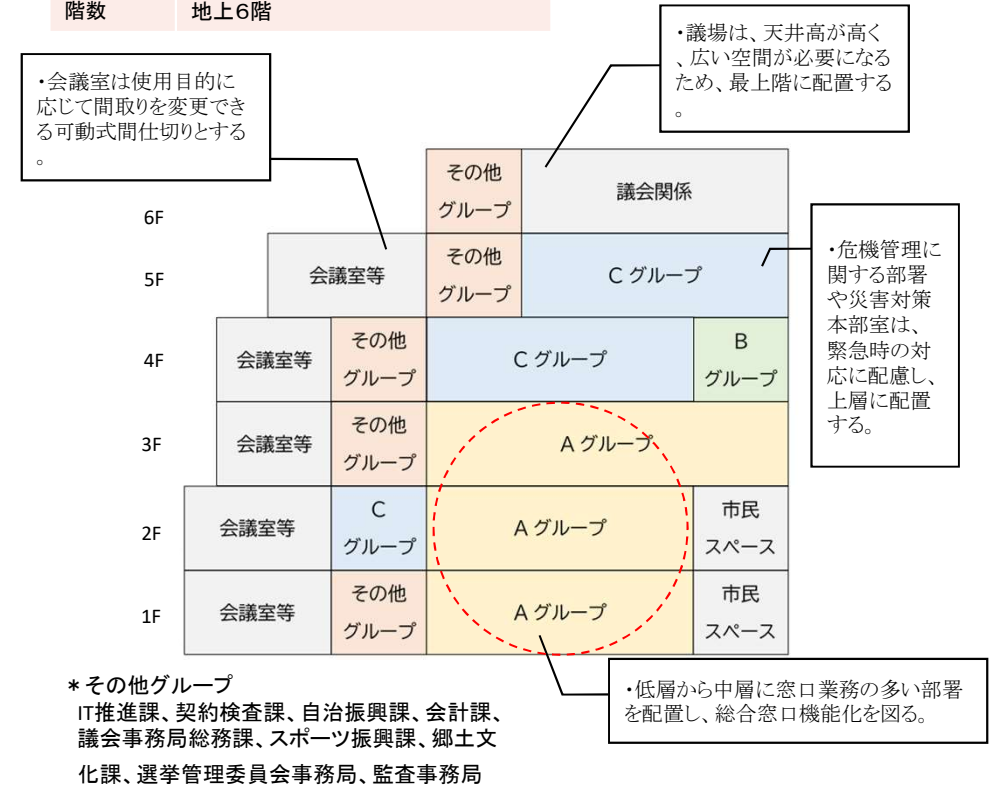 階数 地上6階
・議場は、天井高が高く
、広い空間が必要になる
ため、最上階に配置する
。
・会議室は使用目的に
応じて間取りを変更でき
る可動式間仕切りとする
。
6F
その他
グループ
議会関係
5F
会議室等
その他
グループ
C グループ
・危機管理に
関する部署
や災害対策
本部室は、
緊急時の対
応に配慮し、
上層に配置
する。
4F
会議室等
その他
グループ
C グループ
B
グループ
3F
会議室等
その他
グループ
A グループ
2F
会議室等
C
グループ
A グループ
市民
スペース
1F
会議室等
その他
グループ
A グループ
市民
スペース
・低層から中層に窓口業務の多い部署
を配置し、総合窓口機能化を図る。
＊その他グループ
IT推進課、契約検査課、自治振興課、会計課、
議会事務局総務課、スポーツ振興課、郷土文
化課、選挙管理委員会事務局、監査事務局